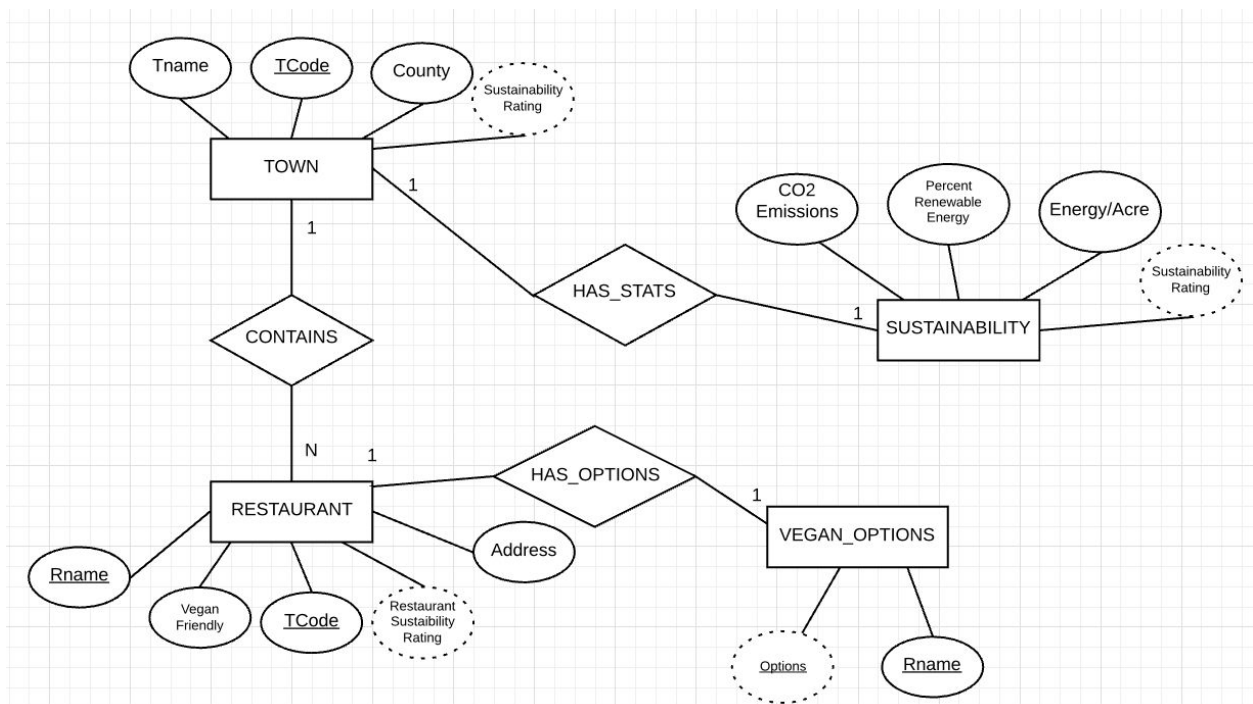 Tname
TCode
County
Sustainability
Rating
TOWN
1
1
CO2
Emissions
Percent
Renewable
Energy
Energy/Acre
Sustainability
Rating
HAS_STATS
1
SUSTAINABILITY
CONTAINS
N
1
HAS_OPTIONS
1
RESTAURANT
VEGAN_OPTIONS
Address
Rname
Vegan
Friendly
TCode
Restaurant
Sustaibility
Rating
Options
Rname